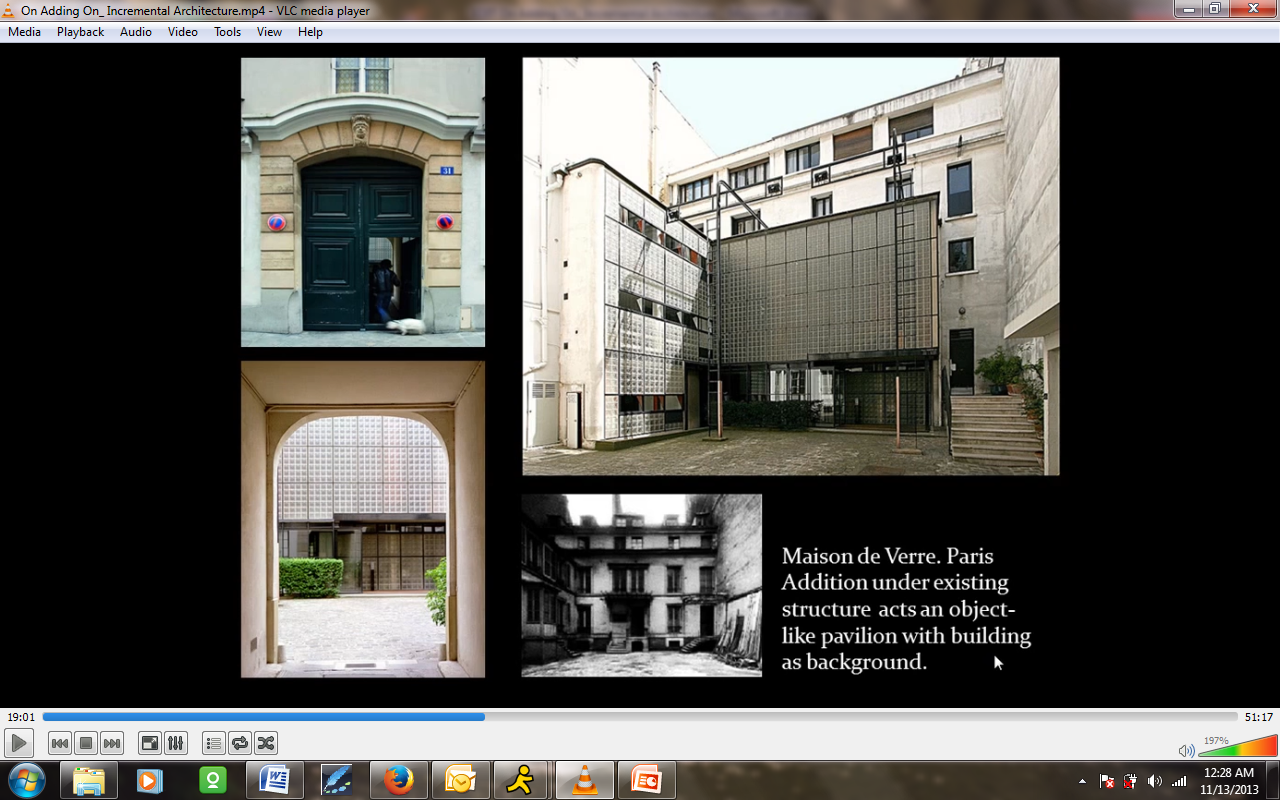 On Adding On_ Incremental Architecture.mp4 - VLC media player
Media Playback Audio Video Tools View Help
31
Maison de Verre. Paris
Addition under existing
structure acts an object-
like pavilion with building
as background.
19:01
51:17
197%
12:28 AM
11/13/2013